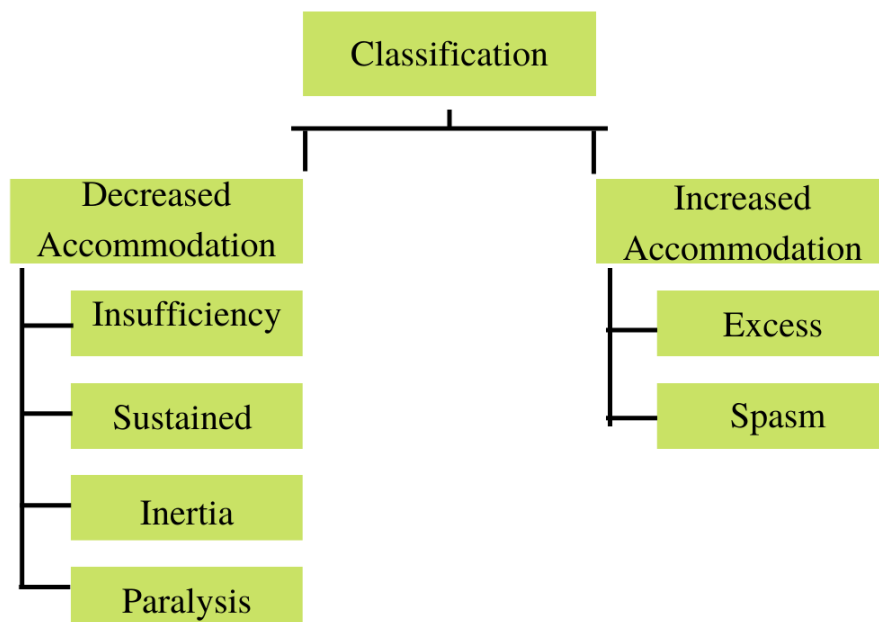 Classification
Decreased
Accommodation
Insufficiency
Sustained
Inertia
Paralysis
Increased
Accommodation
Excess
Spasm